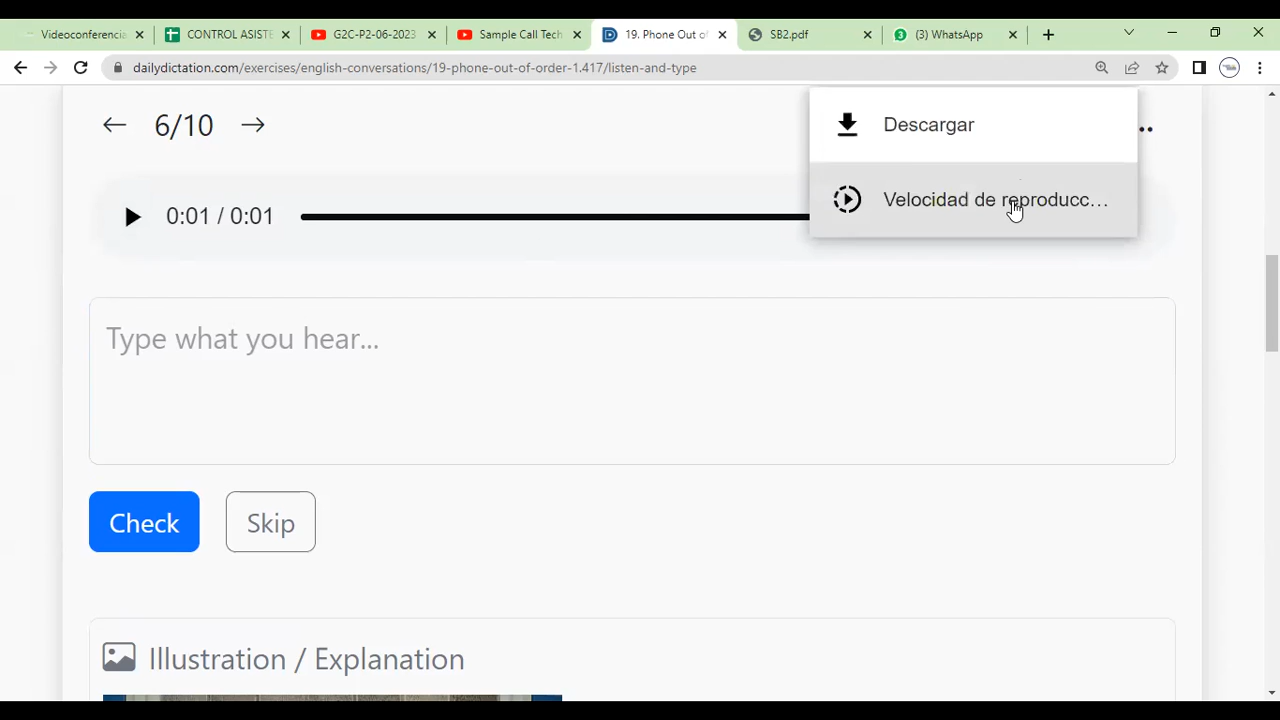 Videoconferencia
CONTROL ASISTE
G2C-P2-06-2023
Sample Call Tech
19. Phone Out of
SB2.pdf
(3) WhatsApp
dailydictation.com/exercises/english-conversations/19-phone-out-of-order-1.417/listen-and-type
6/10
Descargar
0:01 / 0:01
Velocidad de reproducc...
Type what you hear...
Check
Skip
Illustration / Explanation